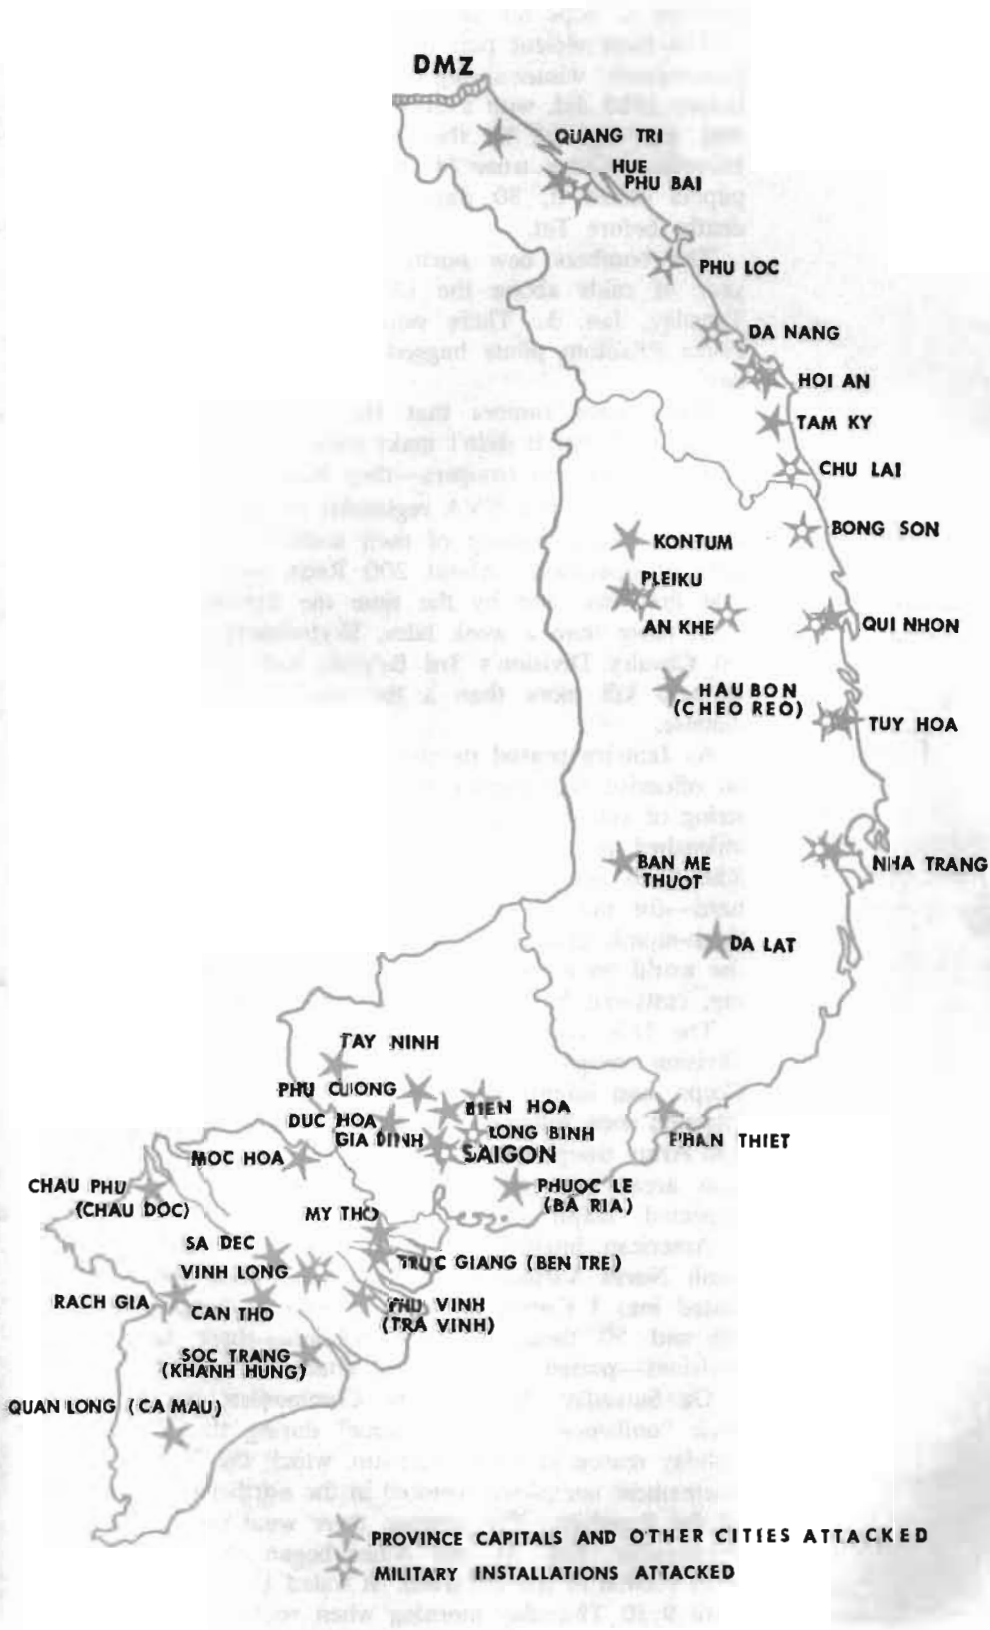 DMZ
QUANG TRI
HUE
PHU BAI
PHU LOC
DA NANG
HOI AN
TAM KY
CHU LAI
BONG SON
KONTUM
PLEIKU
AN KHE
QUI NHON
HAU BON
(CHEO REO)
TUY HOA
BAN ME
THUOT
NHA TRANG
DA LAT
TAY NINH
PHU CUONG
BIEN HOA
DUC HOA
GIA DINH
LONG BINH
SAIGON
PHAN THIET
MOC HOA
CHAU PHU
(CHAU DOC)
PHUOC LE
(BA RIA)
MY THO
SA DEC
TRUC GIANG (BEN TRE)
VINH LONG
RACH GIA
CAN THO
PHU VINH
(TRA VINH)
SOC TRANG
(KHANH HUNG)
QUAN LONG (CA MAU)
PROVINCE CAPITALS AND OTHER CITIES ATTACKED
MILITARY INSTALLATIONS ATTACKED